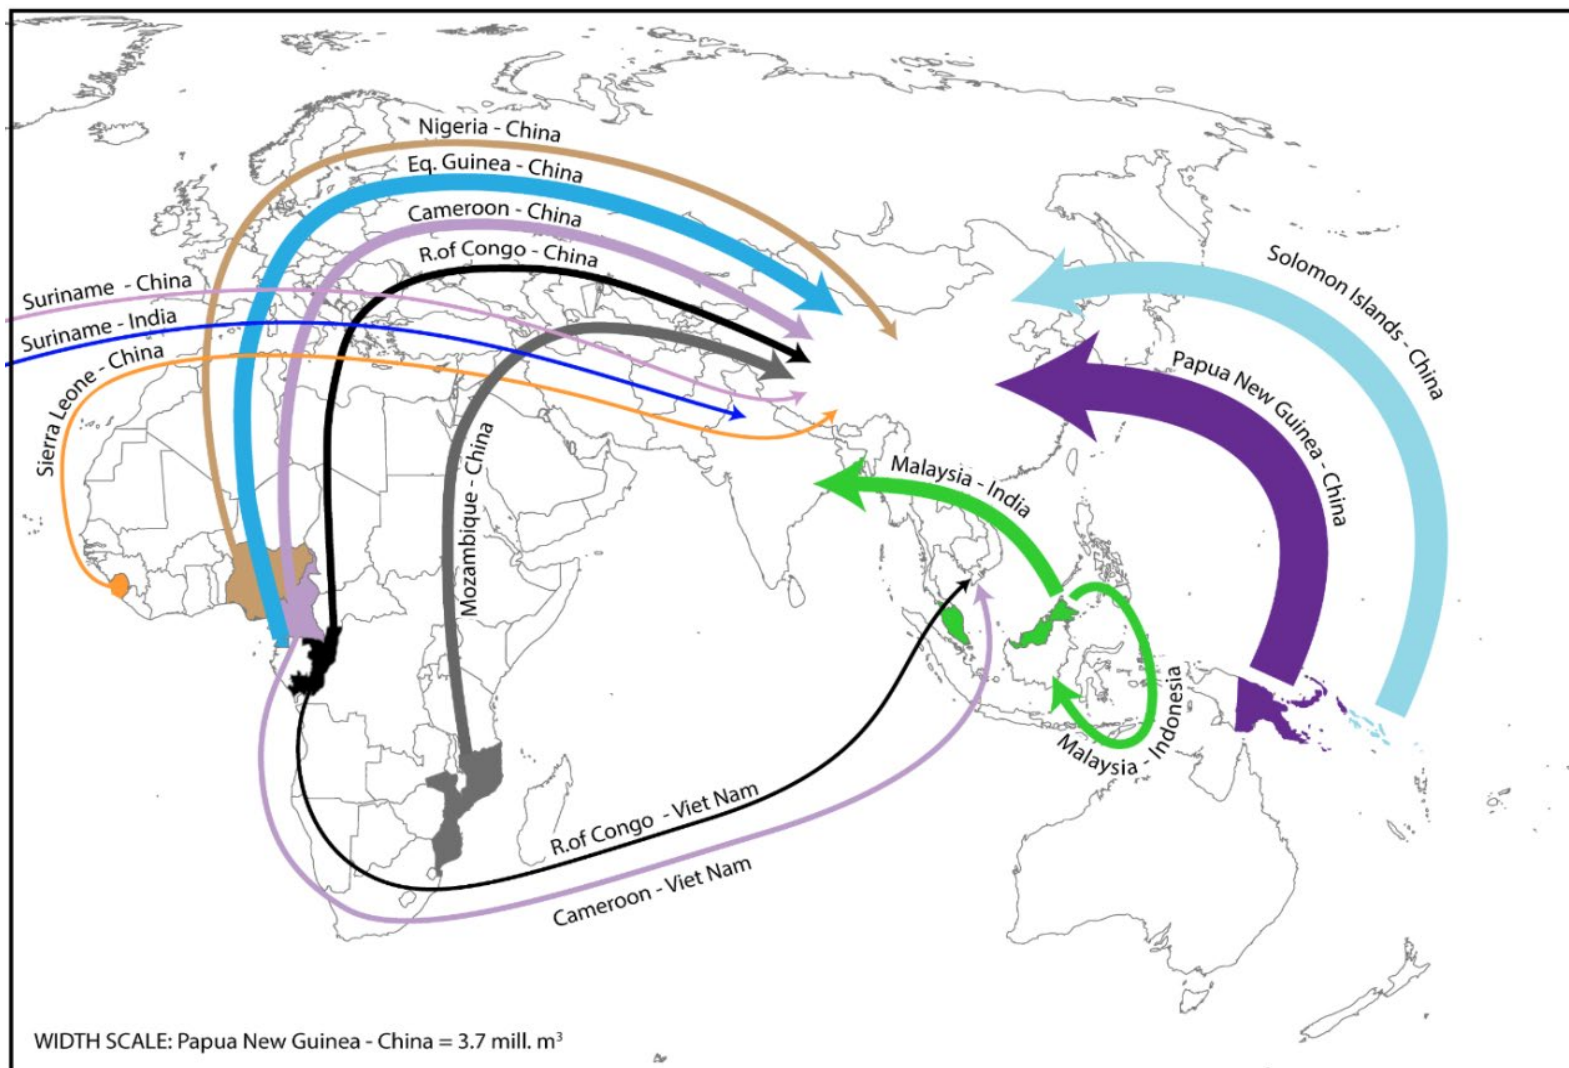 Nigeria - China
Eq. Guinea - China
Cameroon - China
R.of Congo - China
Suriname - China
Suriname - India
Sierra Leone - China
Mozambique - China
Solomon Islands - China
Papua New Guinea - China
Malaysia - India
Malaysia - Indonesia
R.of Congo - Viet Nam
Cameroon - Viet Nam
WIDTH SCALE: Papua New Guinea - China = 3.7 mill. m³